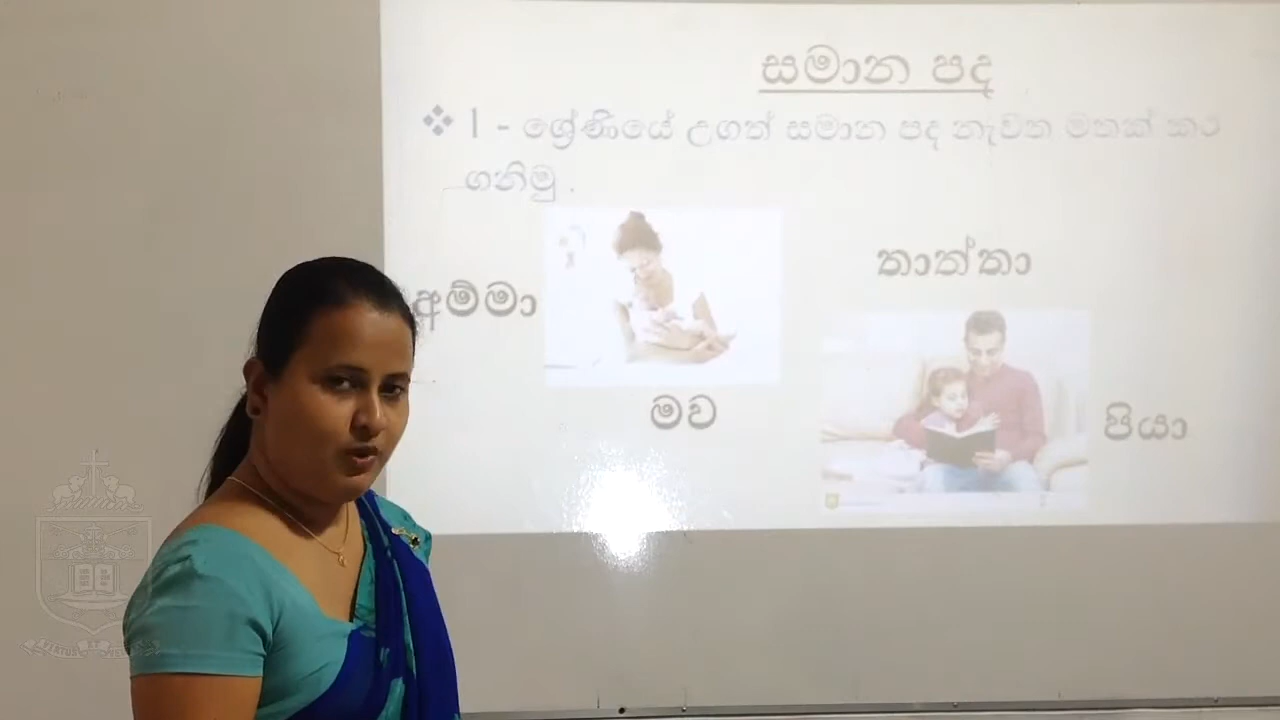 සමාන පද
❖ 1 - ශ්‍රේණියේ උගත් සමාන පද නැවත මතක් කර
ගනිමු .
තාත්තා
අම්මා
මව
පියා